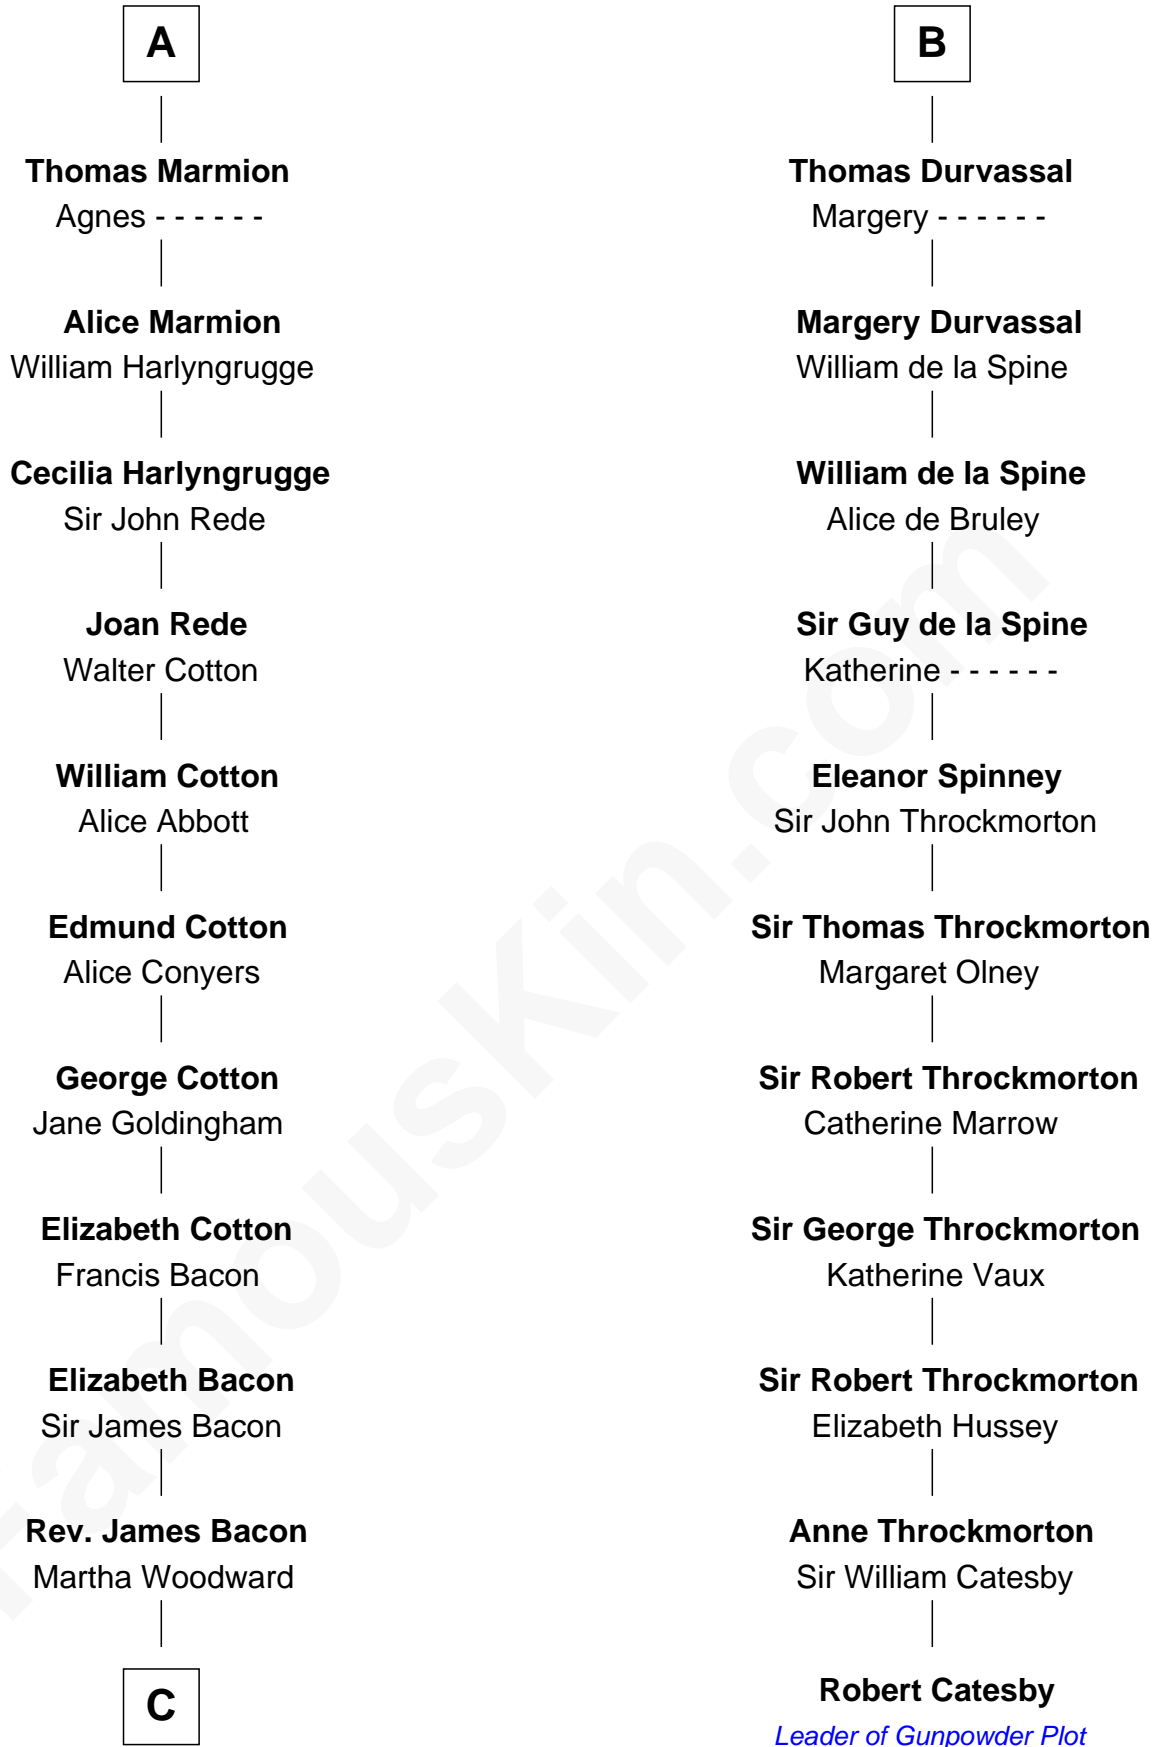 A
Thomas Marmion
Agnes - - - - - -
Alice Marmion
William Harlyngrugge
Cecilia Harlyngrugge
Sir John Rede
Joan Rede
Walter Cotton
William Cotton
Alice Abbott
Edmund Cotton
Alice Conyers
George Cotton
Jane Goldingham
Elizabeth Cotton
Francis Bacon
Elizabeth Bacon
Sir James Bacon
Rev. James Bacon
Martha Woodward
C
B
Thomas Durvassal
Margery - - - - - -
Margery Durvassal
William de la Spine
William de la Spine
Alice de Bruley
Sir Guy de la Spine
Katherine - - - - - -
Eleanor Spinney
Sir John Throckmorton
Sir Thomas Throckmorton
Margaret Olney
Sir Robert Throckmorton
Catherine Marrow
Sir George Throckmorton
Katherine Vaux
Sir Robert Throckmorton
Elizabeth Hussey
Anne Throckmorton
Sir William Catesby
Robert Catesby
Leader of Gunpowder Plot
FamousKin.com